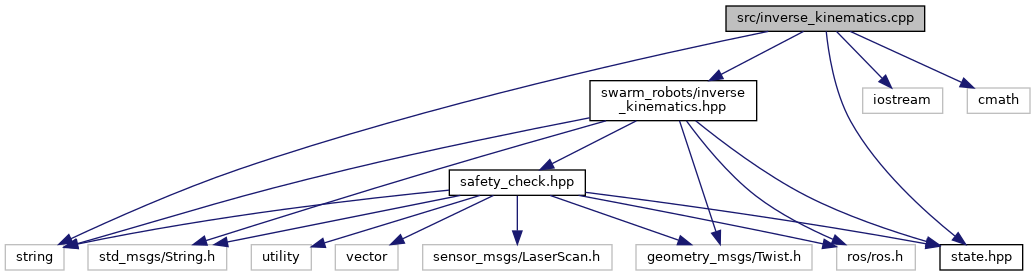 src/inverse_kinematics.cpp
swarm_robots/inverse
_kinematics.hpp
iostream
cmath
safety_check.hpp
string
std_msgs/String.h
utility
vector
sensor_msgs/LaserScan.h
geometry_msgs/Twist.h
ros/ros.h
state.hpp